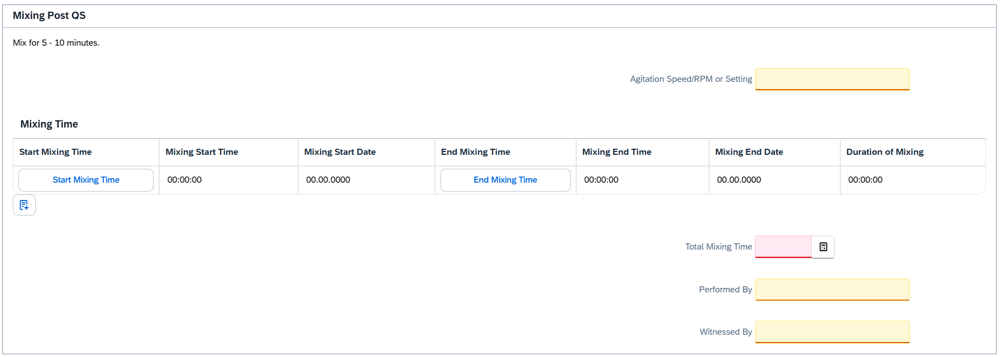 Mixing Post QS
Mix for 5 - 10 minutes.
Agitation Speed/RPM or Setting
Mixing Time
Start Mixing Time Mixing Start Time Mixing Start Date End Mixing Time Mixing End Time Mixing End Date Duration of Mixing
Start Mixing Time 00:00:00 00.00.0000 End Mixing Time 00:00:00 00.00.0000 00:00:00
Total Mixing Time
Performed By
Witnessed By